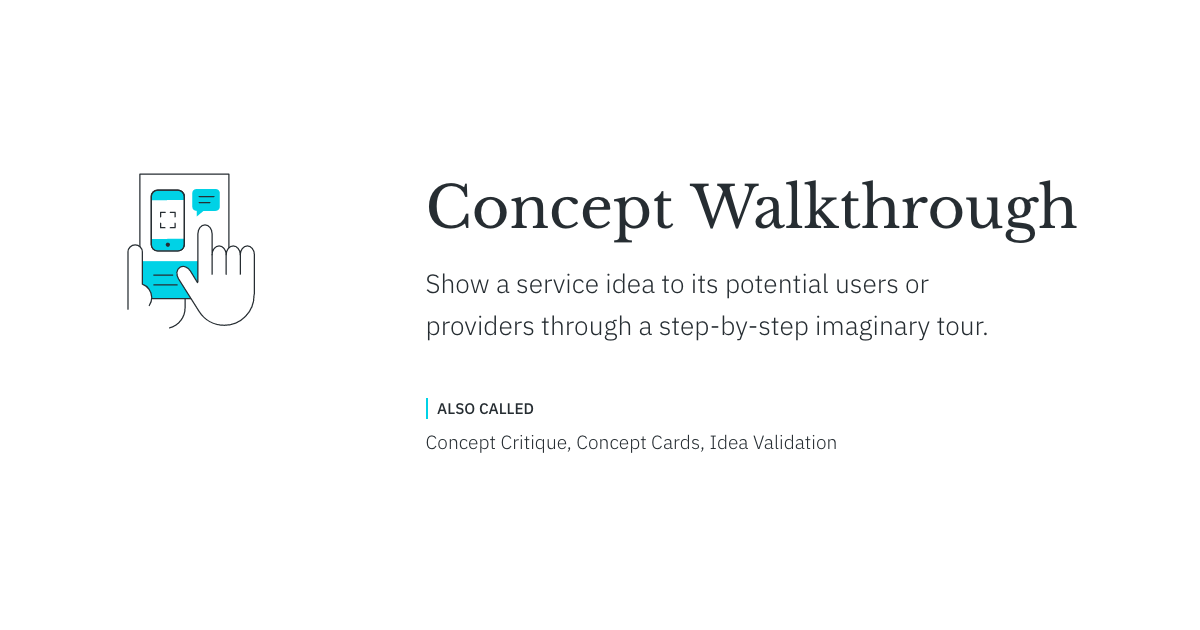 Concept Walkthrough
Show a service idea to its potential users or
providers through a step-by-step imaginary tour.
ALSO CALLED
Concept Critique, Concept Cards, Idea Validation